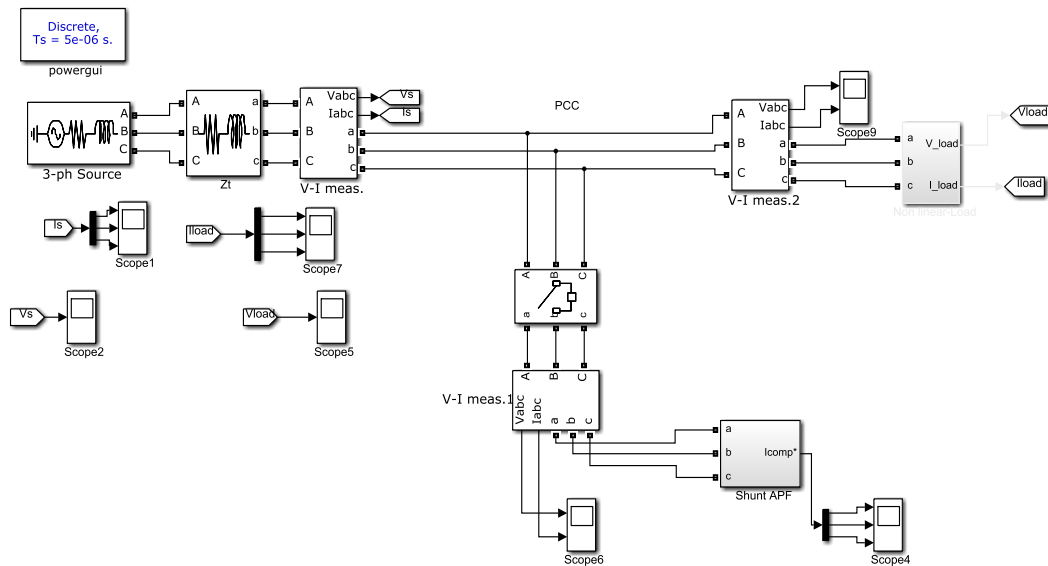 Discrete,
Ts = 5e-06 s.
powergui
A
B
C
3-ph Source
A
B
C
a
b
c
Zt
A
B
C
Vabc
Iabc
a
b
c
V-I meas.
Vs
Is
PCC
A
B
C
Vabc
Iabc
a
b
c
V-I meas.2
Scope9
a
b
c
V_load
I_load
Non linear-Load
Vload
Iload
Is
Scope1
Iload
Scope7
Vs
Scope2
Vload
Scope5
A
B
C
a
b
c
A
B
C
Vabc
Iabc
a
b
c
V-I meas.1
a
b
c
Icomp*
Shunt APF
Scope6
Scope4